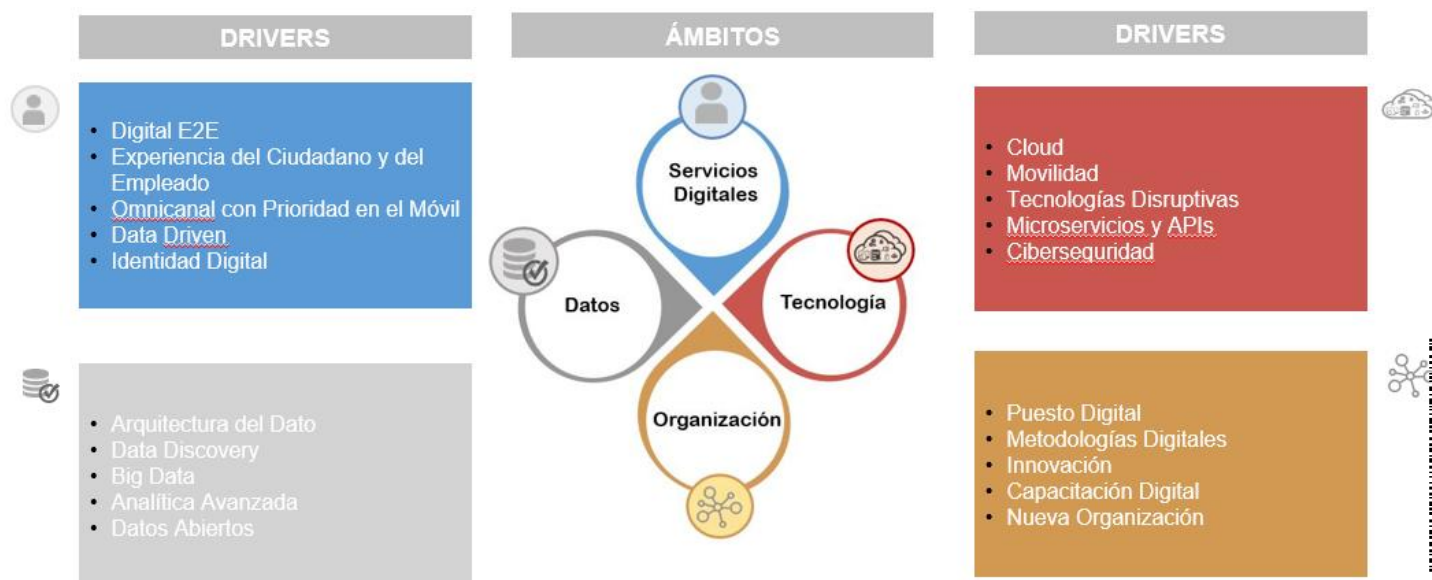 DRIVERS
Digital E2E
Experiencia del Ciudadano y del
Empleado
Omnicanal con Prioridad en el Móvil
Data Driven
Identidad Digital
Arquitectura del Dato
Data Discovery
Big Data
Analítica Avanzada
Datos Abiertos
ÁMBITOS
Servicios
Digitales
Datos
Tecnología
Organización
DRIVERS
Cloud
Movilidad
Tecnologías Disruptivas
Microservicios y APIs
Ciberseguridad
Puesto Digital
Metodologías Digitales
Innovación
Capacitación Digital
Nueva Organización